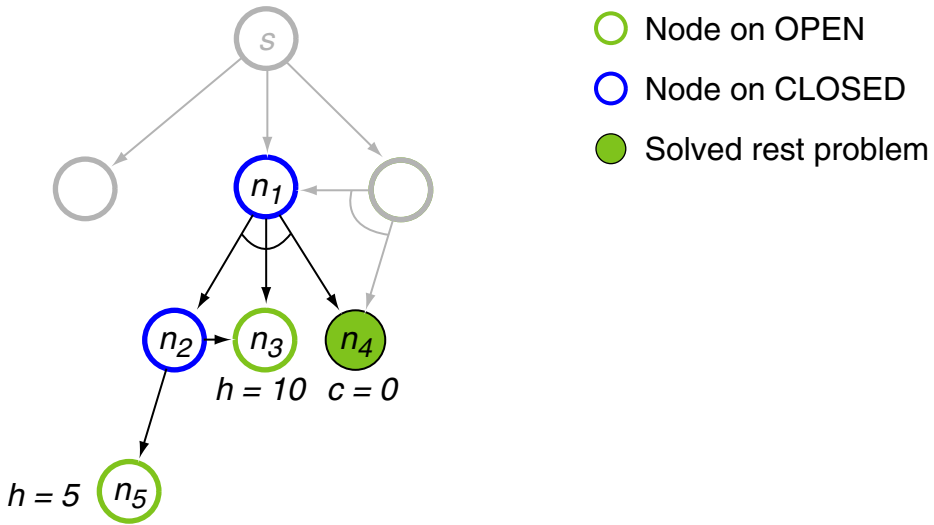 s
Node on OPEN
Node on CLOSED
Solved rest problem
n1
n2
n3
n4
h = 10
c = 0
h = 5
n5